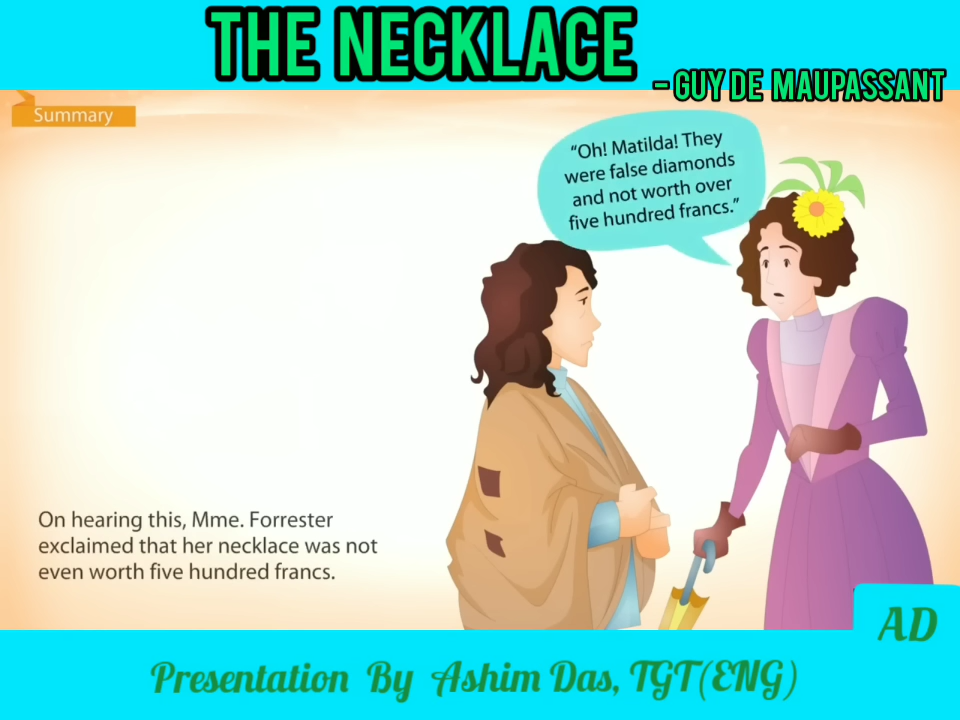 THE NECKLACE
- GUY DE MAUPASSANT
Summary
"Oh! Matilda! They
were false diamonds
and not worth over
five hundred francs."
On hearing this, Mme. Forrester
exclaimed that her necklace was not
even worth five hundred francs.
AD
Presentation By Ashim Das, TGT(ENG)